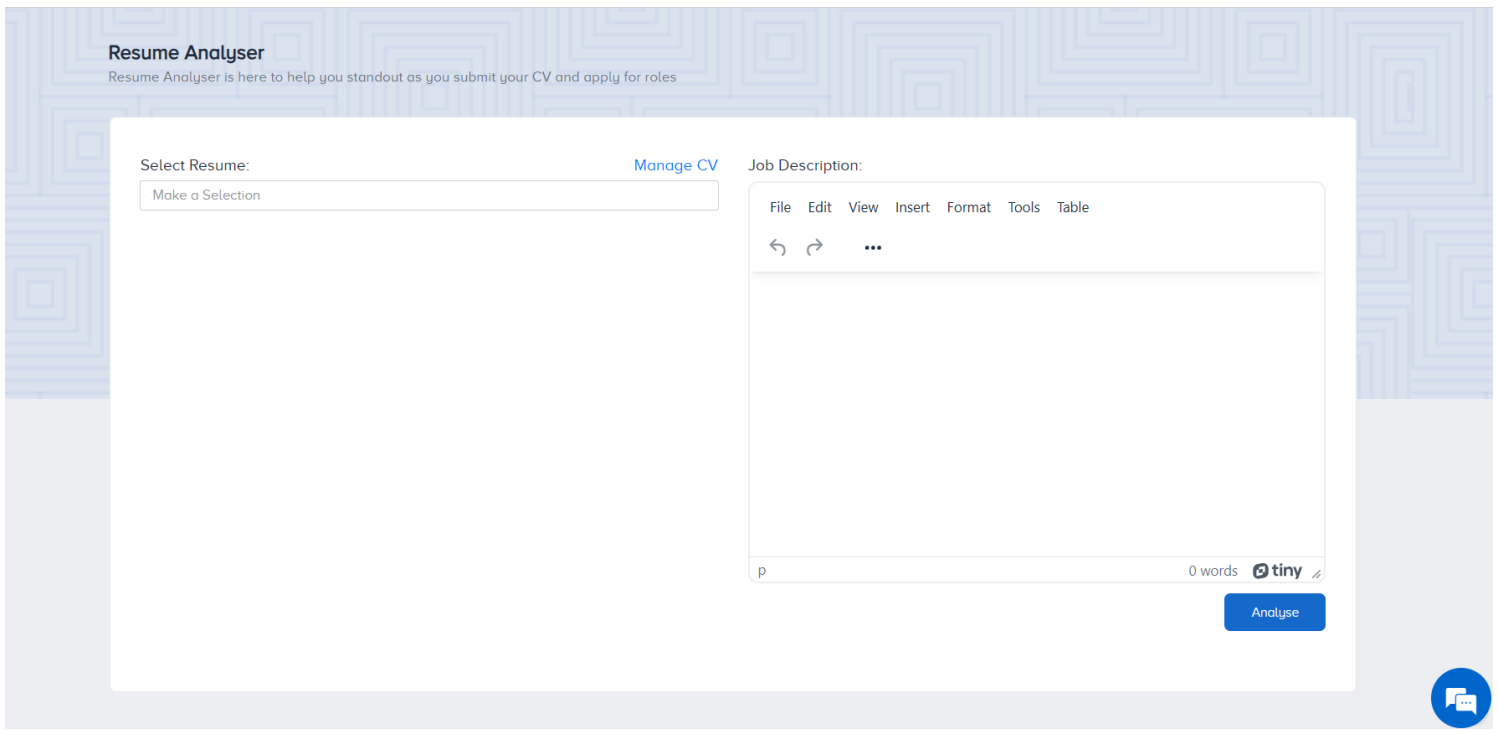 Resume Analyser
Resume Analyser is here to help you standout as you submit your CV and apply for roles
Select Resume:
Manage CV
Make a Selection
Job Description:
File Edit View Insert Format Tools Table
p
0 words
tiny
Analyse